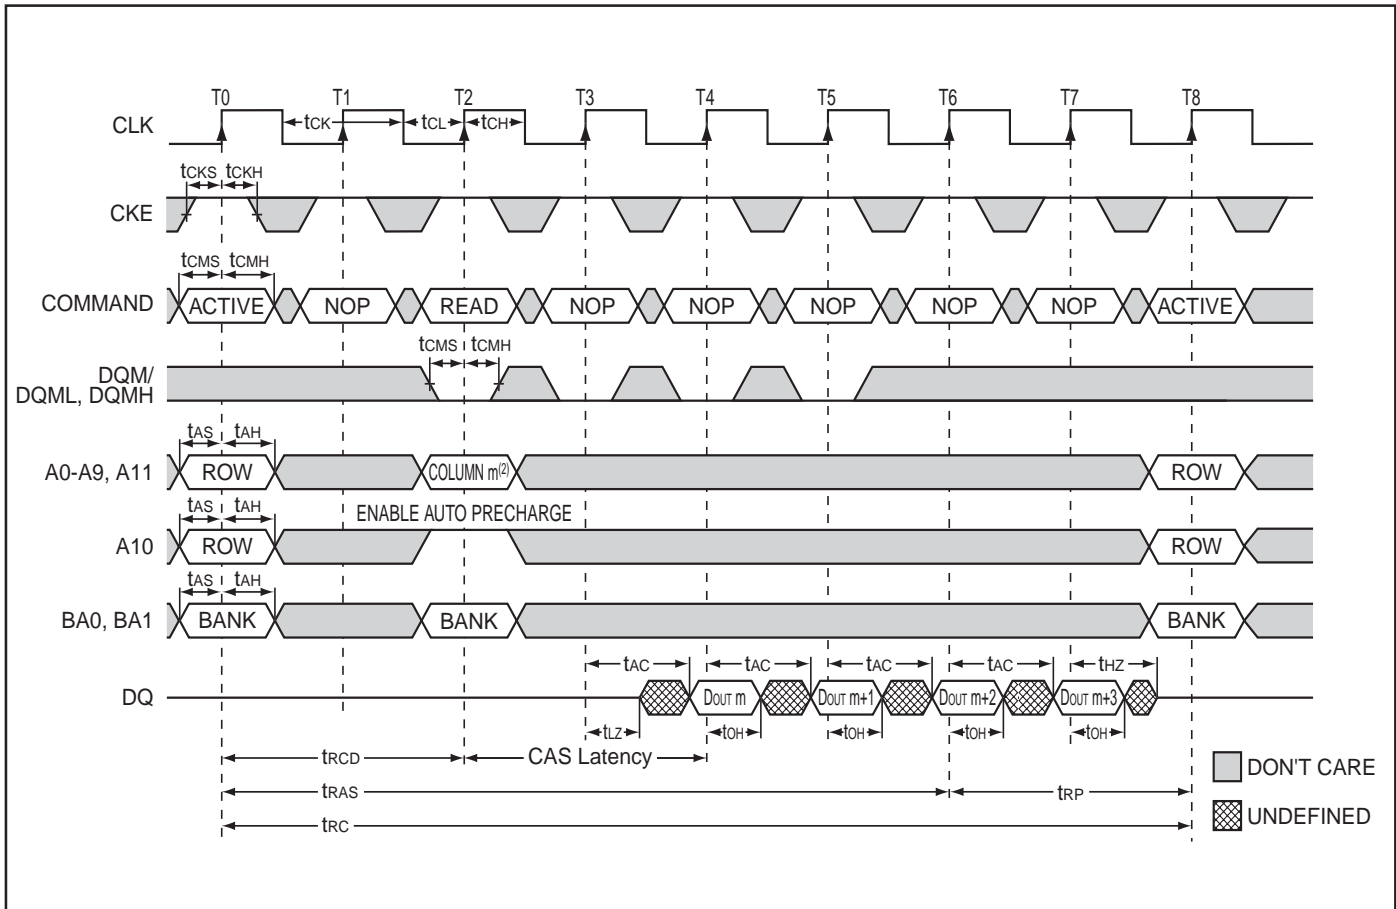 T0 T1 T2 T3 T4 T5 T6 T7 T8
CLK tCK tCL tCH
tCKS tCKH
CKE
tCMS tCMH
COMMAND ACTIVE NOP READ NOP NOP NOP NOP NOP ACTIVE
tCMS tCMH
DQM/
DQML, DQMH
tAS tAH
A0-A9, A11 ROW COLUMN m(2) ROW
tAS tAH ENABLE AUTO PRECHARGE
A10 ROW ROW
tAS tAH
BA0, BA1 BANK BANK BANK
tAC tAC tAC tAC tHZ
DQ DOUT m DOUT m+1 DOUT m+2 DOUT m+3
tLZ tOH tOH tOH tOH
tRCD CAS Latency
DON'T CARE
tRAS tRP
UNDEFINED
tRC